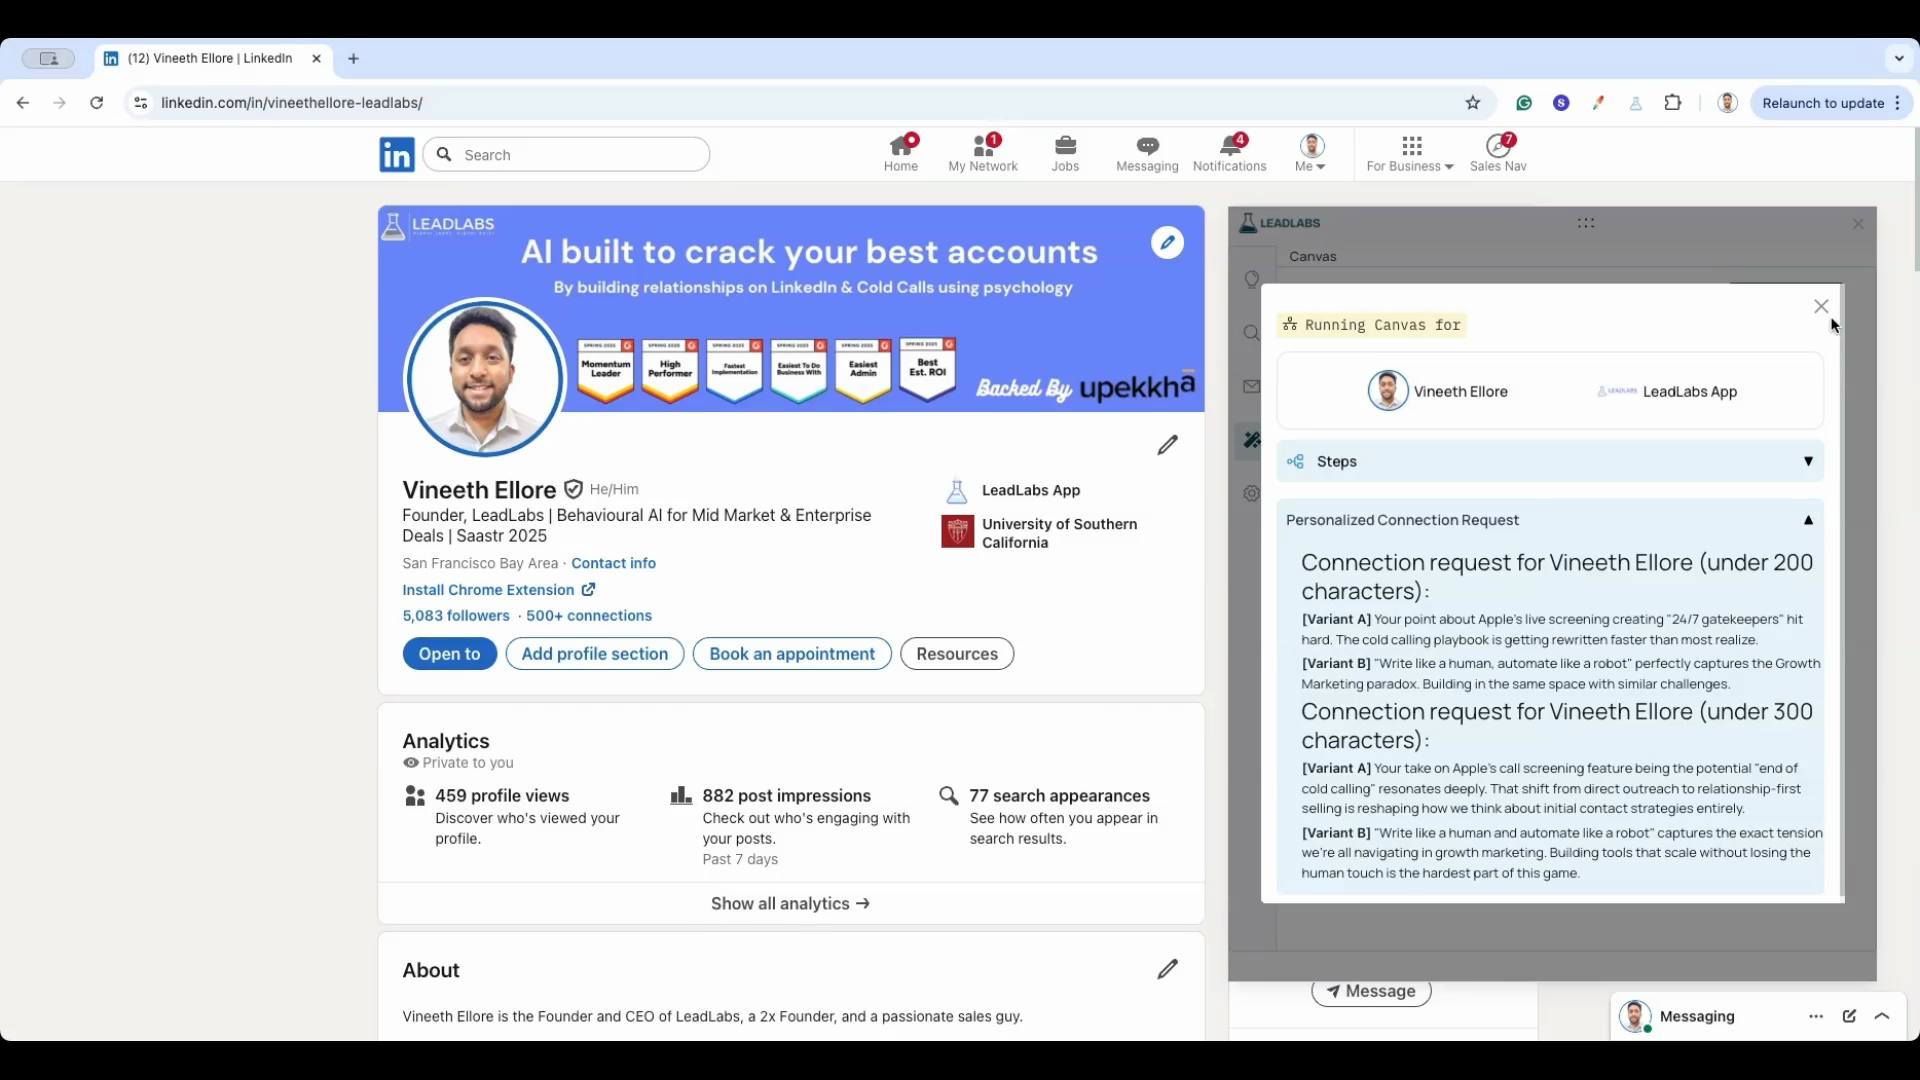 (12) Vineeth Ellore | LinkedIn
linkedin.com/in/vineethellore-leadlabs/
Relaunch to update
Search
Home
1
My Network
Jobs
Messaging
4
Notifications
Me
For Business
7
Sales Nav
LEADLABS
AI built to crack your best accounts
By building relationships on LinkedIn & Cold Calls using psychology
SPRING 2025
Momentum
Leader
SPRING 2025
High
Performer
SPRING 2025
Fastest
Implementation
SPRING 2025
Easiest To Do
Business With
SPRING 2025
Easiest
Admin
SPRING 2025
Best
Est. ROI
Backed By upekkha
Vineeth Ellore
He/Him
Founder, LeadLabs | Behavioural AI for Mid Market & Enterprise
Deals | Saastr 2025
San Francisco Bay Area · Contact info
Install Chrome Extension
5,083 followers · 500+ connections
LeadLabs App
University of Southern
California
Open to
Add profile section
Book an appointment
Resources
Analytics
Private to you
459 profile views
Discover who's viewed your
profile.
882 post impressions
Check out who's engaging with
your posts.
Past 7 days
77 search appearances
See how often you appear in
search results.
Show all analytics →
About
Vineeth Ellore is the Founder and CEO of LeadLabs, a 2x Founder, and a passionate sales guy.
LEADLABS
Canvas
Running Canvas for
Vineeth Ellore
LEADLABS
LeadLabs App
Steps
Personalized Connection Request
Connection request for Vineeth Ellore (under 200
characters):
[Variant A] Your point about Apple's live screening creating "24/7 gatekeepers" hit
hard. The cold calling playbook is getting rewritten faster than most realize.
[Variant B] "Write like a human, automate like a robot" perfectly captures the Growth
Marketing paradox. Building in the same space with similar challenges.
Connection request for Vineeth Ellore (under 300
characters):
[Variant A] Your take on Apple's call screening feature being the potential "end of
cold calling" resonates deeply. That shift from direct outreach to relationship-first
selling is reshaping how we think about initial contact strategies entirely.
[Variant B] "Write like a human and automate like a robot" captures the exact tension
we're all navigating in growth marketing. Building tools that scale without losing the
human touch is the hardest part of this game.
Message
Messaging